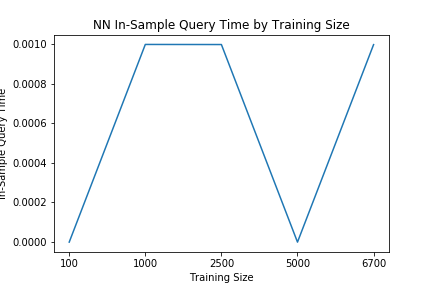 NN In-Sample Query Time by Training Size
0.0010
0.0008
0.0006
0.0004
0.0002
0.0000
In-Sample Query Time
100 1000 2500 5000 6700
Training Size